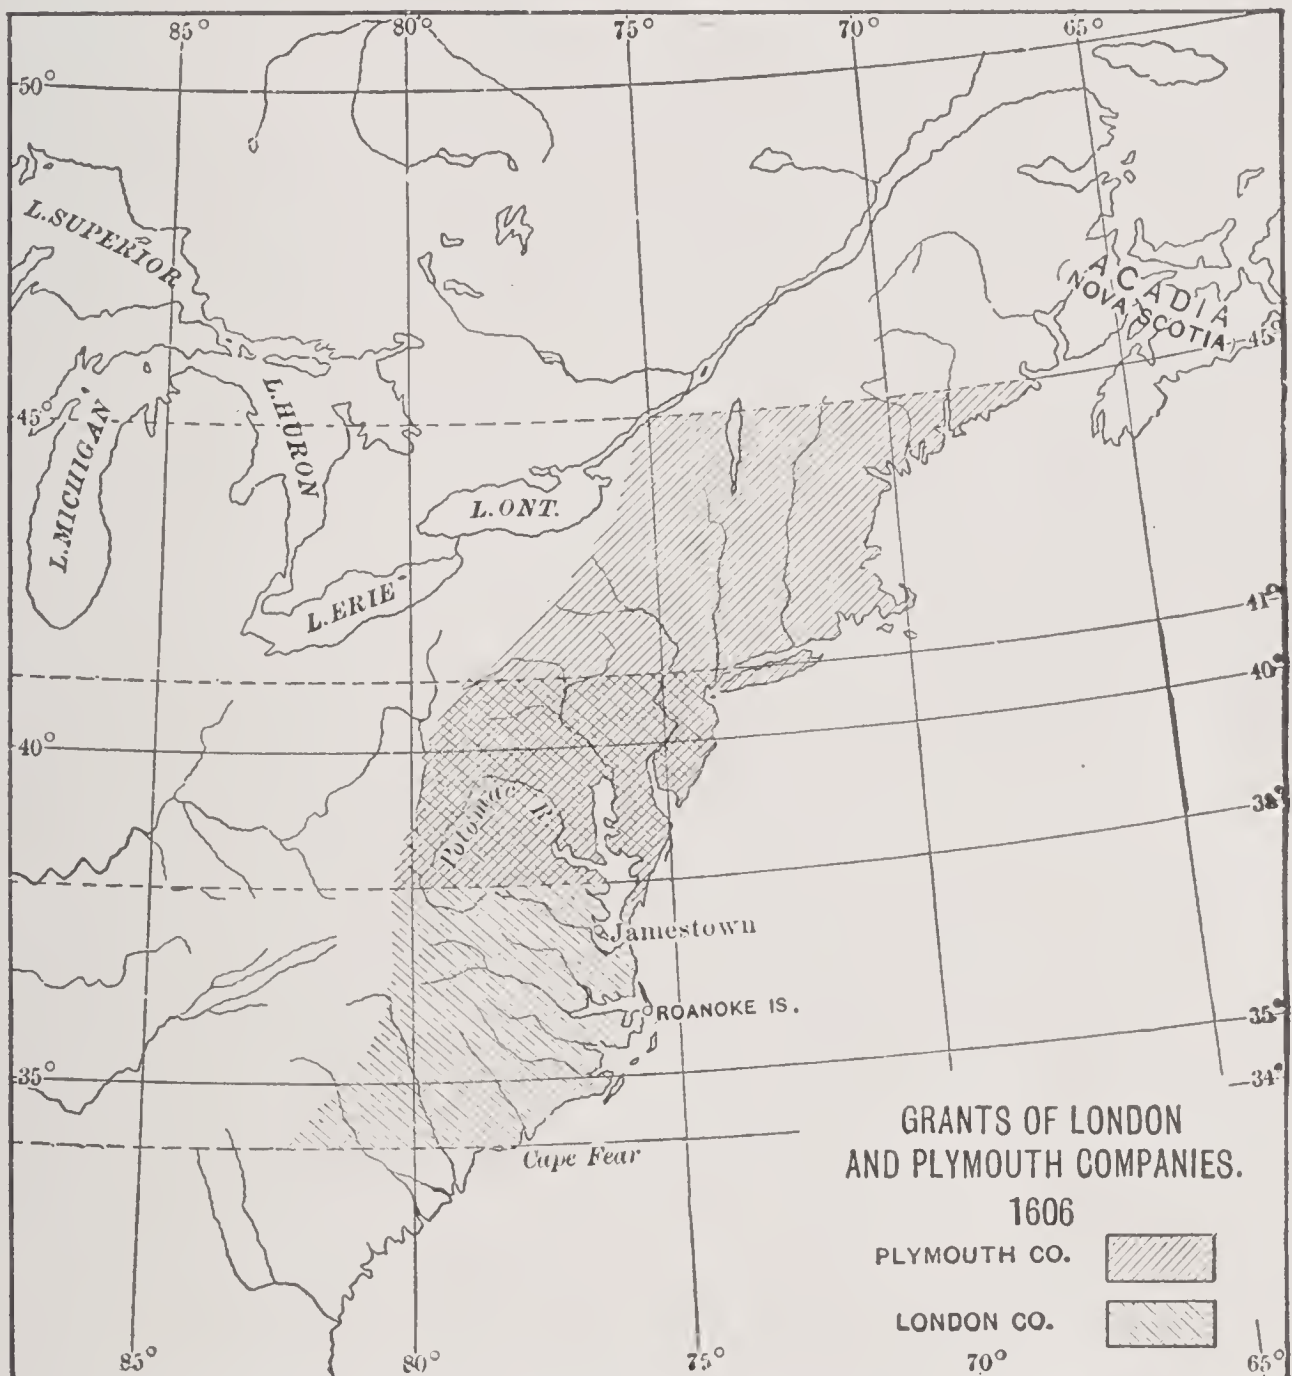 85° 80° 75° 70° 65°
50°
L. SUPERIOR
ACADIA
NOVA SCOTIA
45°
45°
L. MICHIGAN
L. HURON
L. ONT.
L. ERIE
41°
40°
40°
Potomac R.
38°
Jamestown
ROANOKE IS.
35°
35°
34°
Cape Fear
GRANTS OF LONDON
AND PLYMOUTH COMPANIES.
1606
PLYMOUTH CO.
LONDON CO.
85° 80° 75° 70° 65°